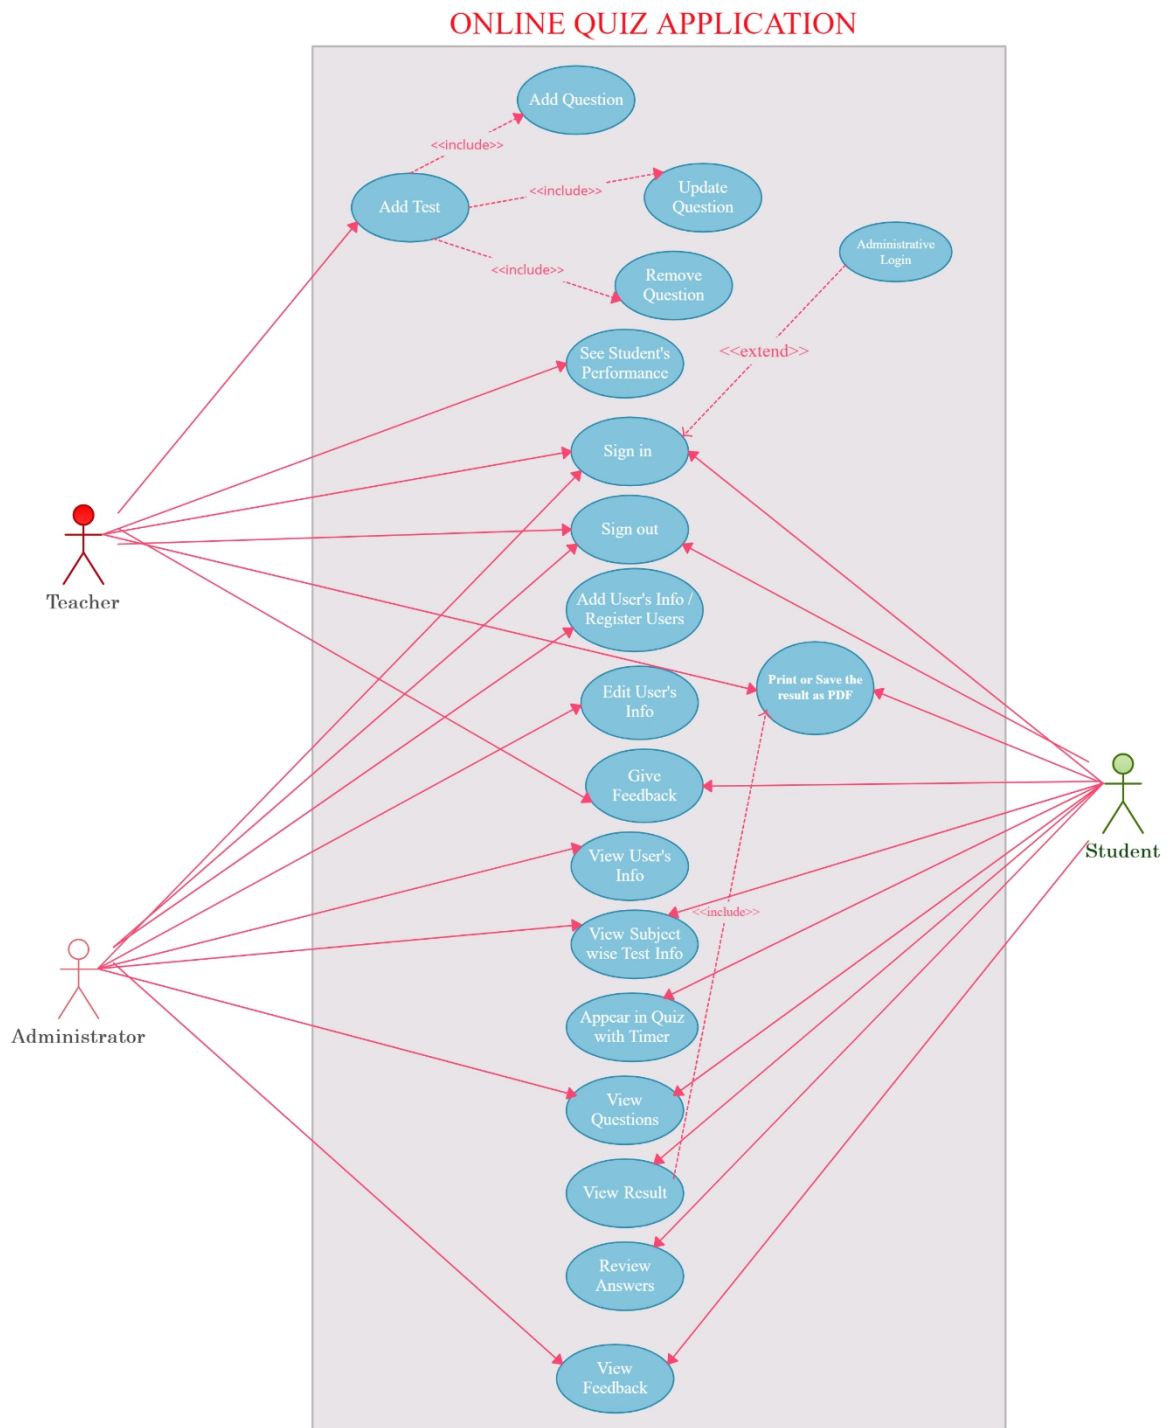 ONLINE QUIZ APPLICATION
Add Question
<<include>>
Add Test
<<include>>
Update
Question
Administrative
Login
<<include>>
Remove
Question
See Student's
Performance
<<extend>>
Sign in
Sign out
Teacher
Add User's Info /
Register Users
Print or Save the
result as PDF
Edit User's
Info
Give
Feedback
Student
View User's
Info
<<include>>
View Subject
wise Test Info
Administrator
Appear in Quiz
with Timer
View
Questions
View Result
Review
Answers
View
Feedback